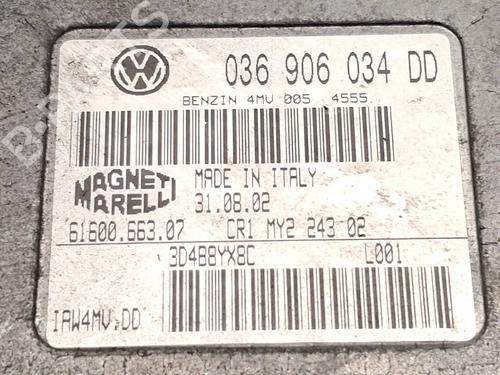 036 906 034 DD
BENZIN 4MV 005 4555
MAGNETI MARELLI
MADE IN ITALY
31.08.02
61600.663.07 CR1 MY2 243 02
3D4B8YX8C L001
IAW4MV.DD